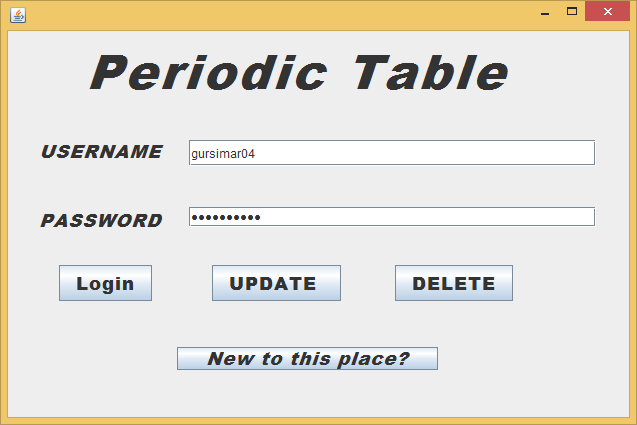 Periodic Table
USERNAME
gursimar04
PASSWORD
••••••••••
Login
UPDATE
DELETE
New to this place?